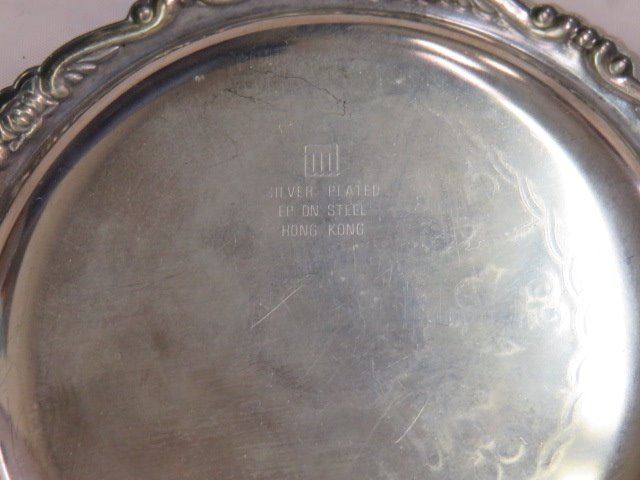 SILVER PLATED
EP ON STEEL
HONG KONG